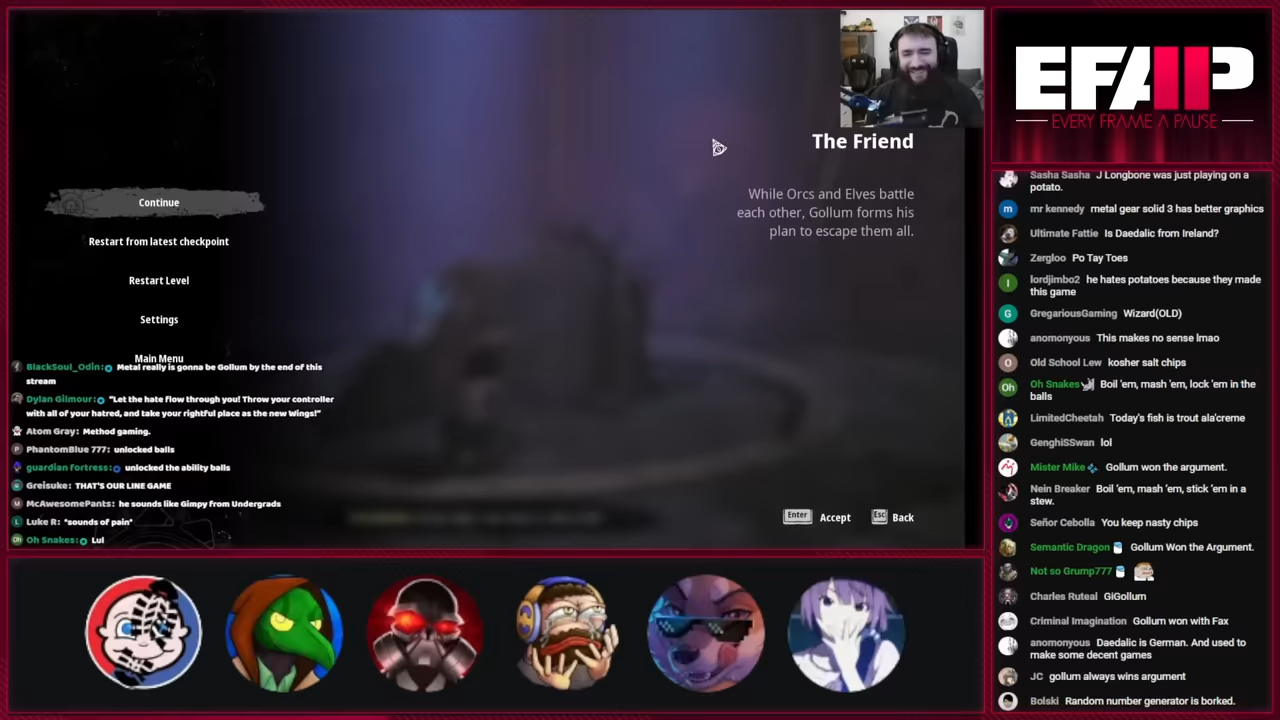 The Friend
While Orcs and Elves battle
each other, Gollum forms his
plan to escape them all.
Continue
Restart from latest checkpoint
Restart Level
Settings
Main Menu
BlackSoul_Odin: Metal really is gonna be Gollum by the end of this
stream
Dylan Gilmour: "Let the hate flow through you! Throw your controller
with all of your hatred, and take your rightful place as the new Wings!"
Atom Gray: Method gaming.
PhantomBlue 777: unlocked balls
guardian fortress: unlocked the ability balls
Greisuke: THAT'S OUR LINE GAME
McAwesomePants: he sounds like Gimpy from Undergrads
Luke R: *sounds of pain*
Oh Snakes: Lul
Enter Accept Esc Back
EFAP
EVERY FRAME A PAUSE
Sasha Sasha J Longbone was just playing on a
potato.
mr kennedy metal gear solid 3 has better graphics
Ultimate Fattie Is Daedalic from Ireland?
Zergloo Po Tay Toes
lordjimbo2 he hates potatoes because they made
this game
GregariousGaming Wizard(OLD)
anomonyous This makes no sense lmao
Old School Lew kosher salt chips
Oh Snakes Boil 'em, mash 'em, lock 'em in the
balls
LimitedCheetah Today's fish is trout ala'creme
GenghiSSwan lol
Mister Mike Gollum won the argument.
Nein Breaker Boil 'em, mash 'em, stick 'em in a
stew.
Señor Cebolla You keep nasty chips
Semantic Dragon Gollum Won the Argument.
Not so Grump777
Charles Ruteal GiGollum
Criminal Imagination Gollum won with Fax
anomonyous Daedalic is German. And used to
make some decent games
JC gollum always wins argument
Bolski Random number generator is borked.